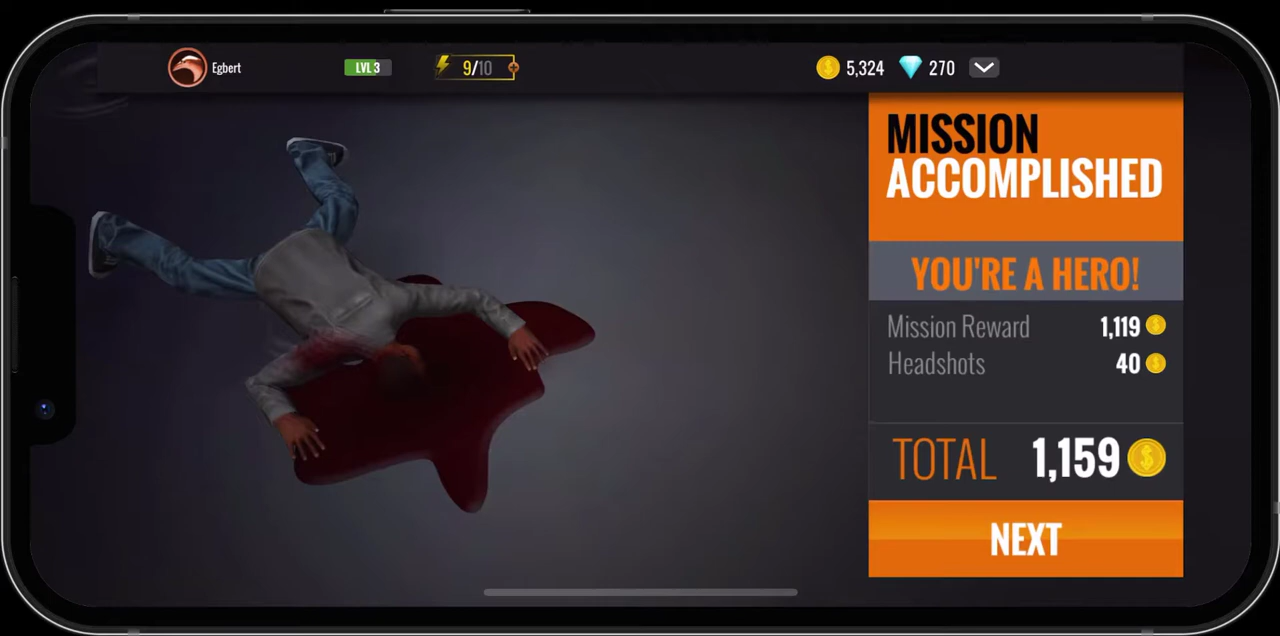 Egbert
LVL 3
9/10
5,324
270
MISSION
ACCOMPLISHED
YOU'RE A HERO!
Mission Reward 1,119
Headshots 40
TOTAL 1,159
NEXT